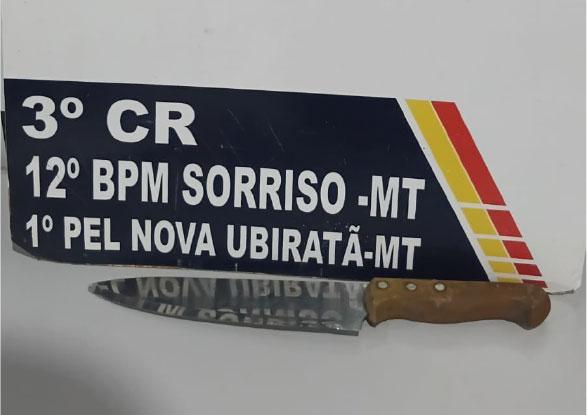 3º CR
12º BPM SORRISO -MT
1º PEL NOVA UBIRATÃ-MT